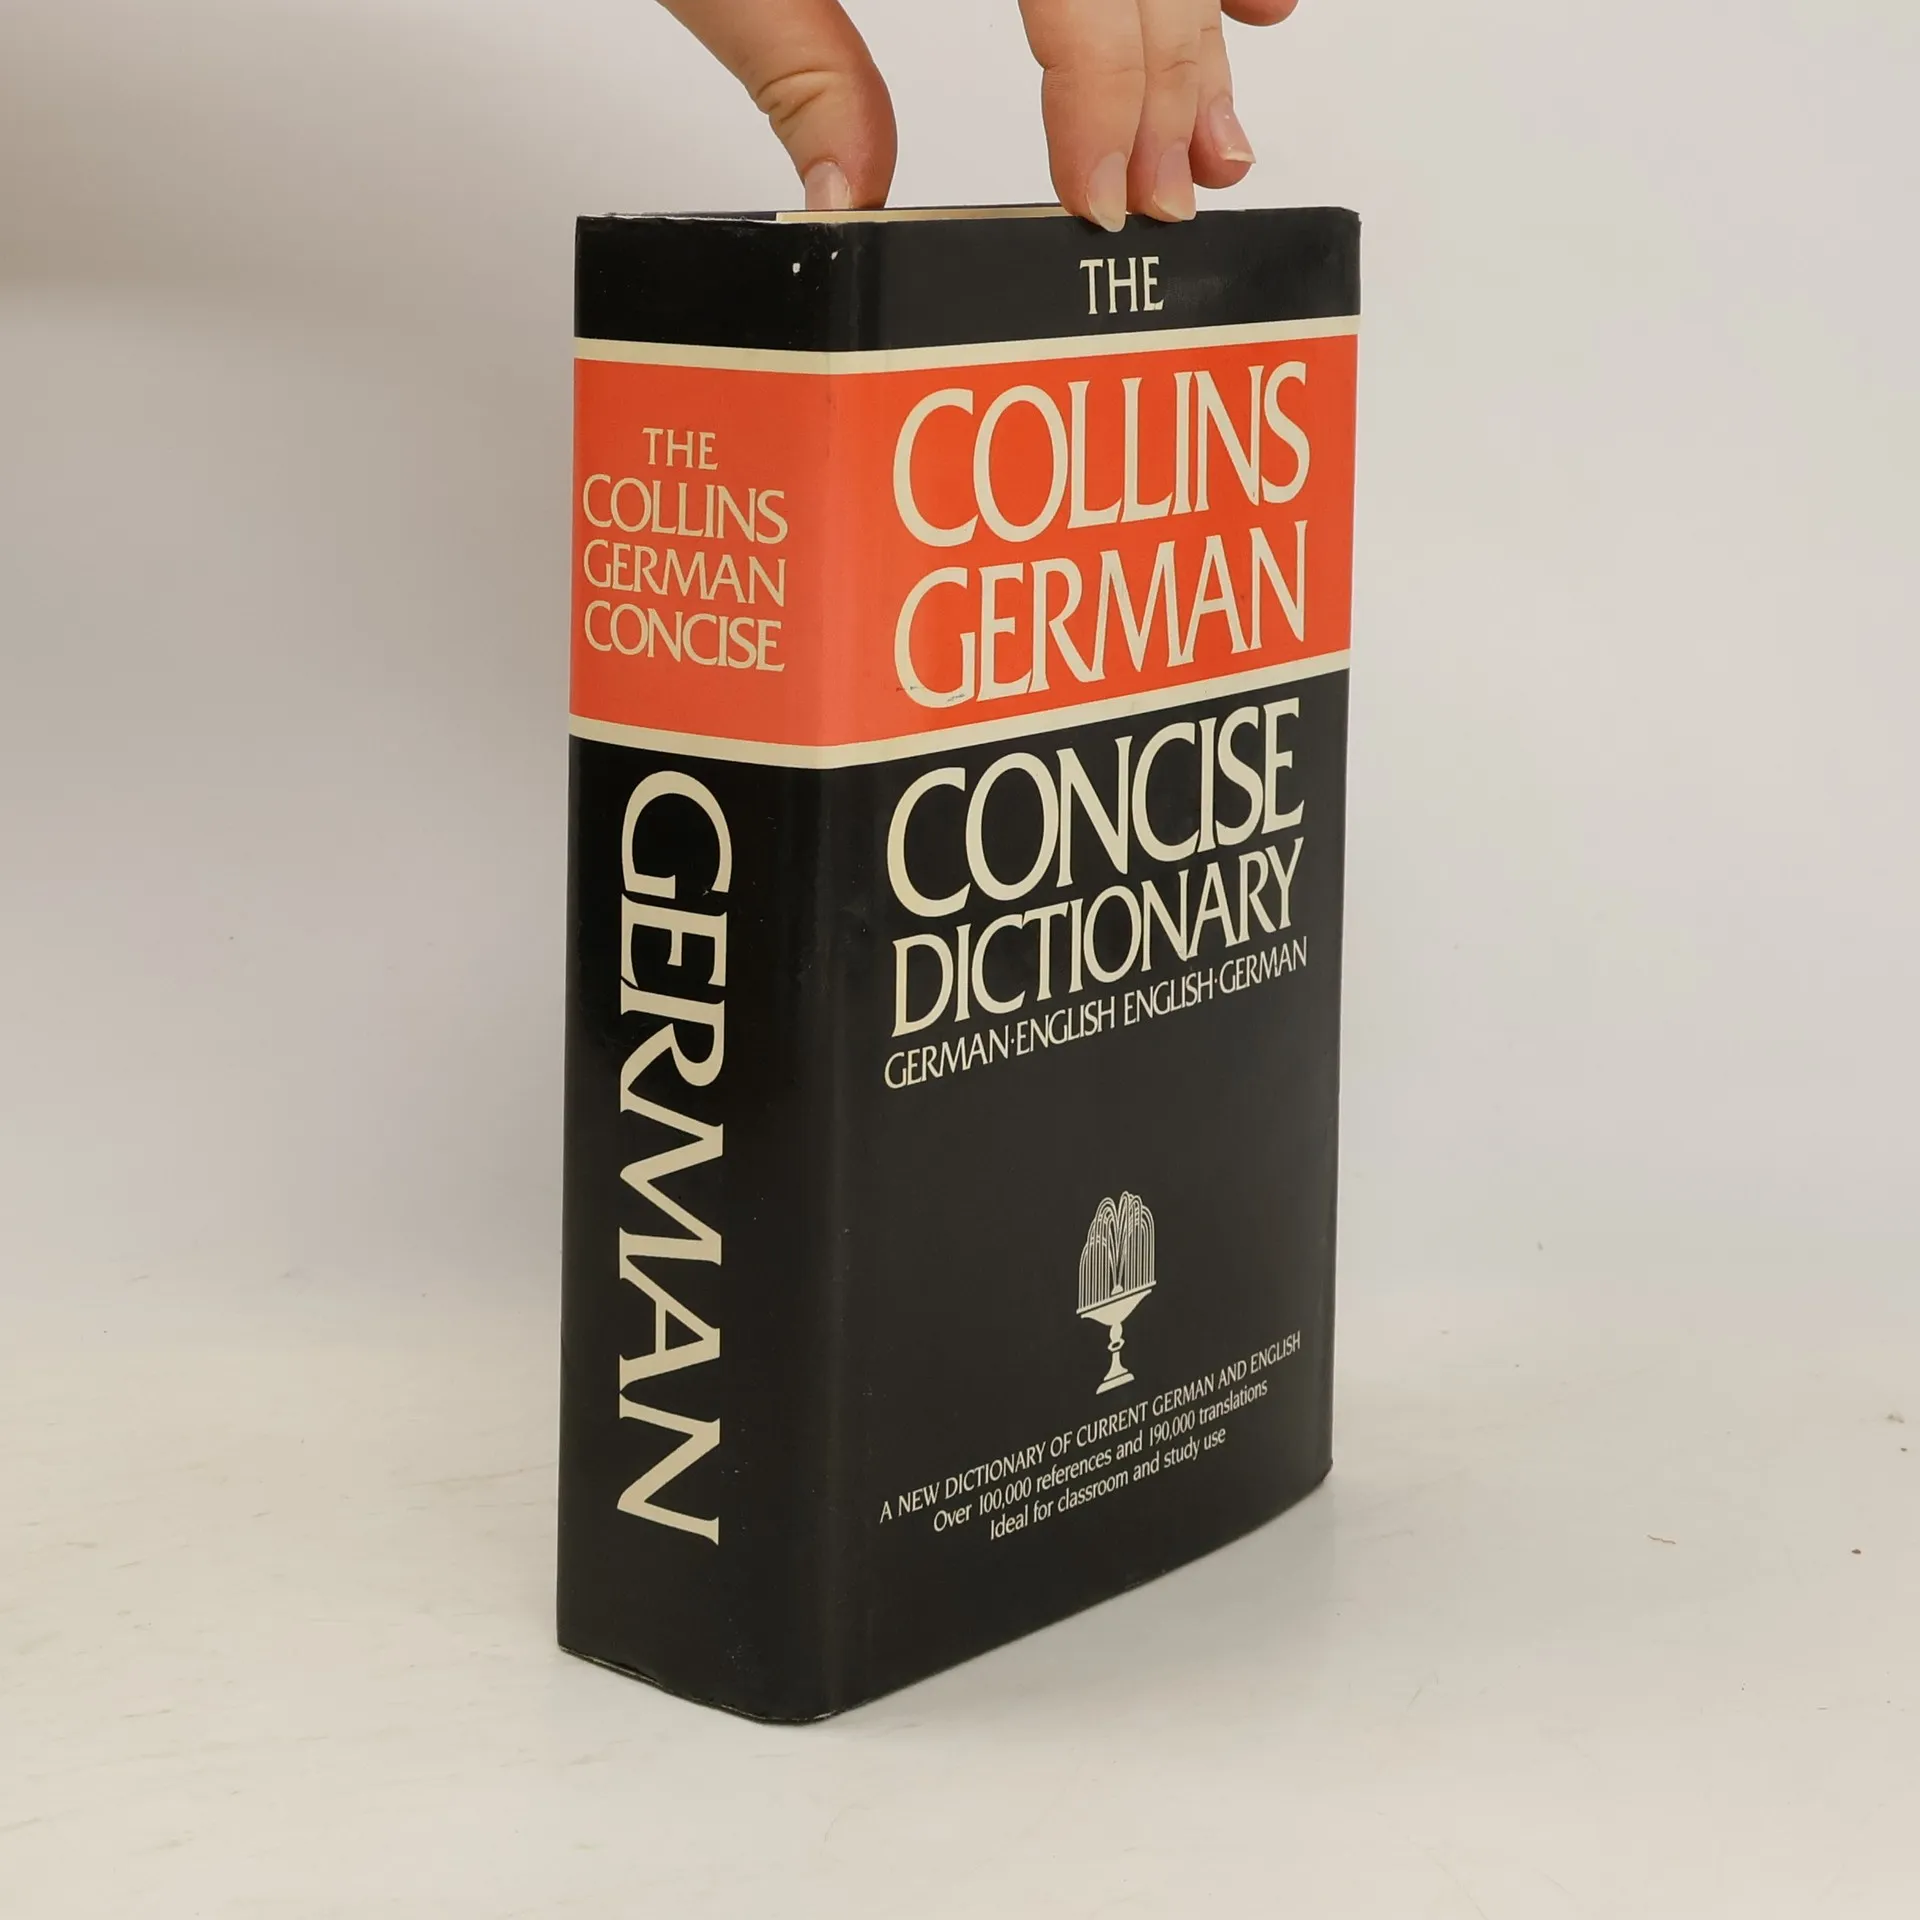 THE
COLLINS
GERMAN
CONCISE
GERMAN
THE
COLLINS
GERMAN
CONCISE
DICTIONARY
GERMAN·ENGLISH ENGLISH·GERMAN
A NEW DICTIONARY OF CURRENT GERMAN AND ENGLISH
Over 100,000 references and 190,000 translations
Ideal for classroom and study use